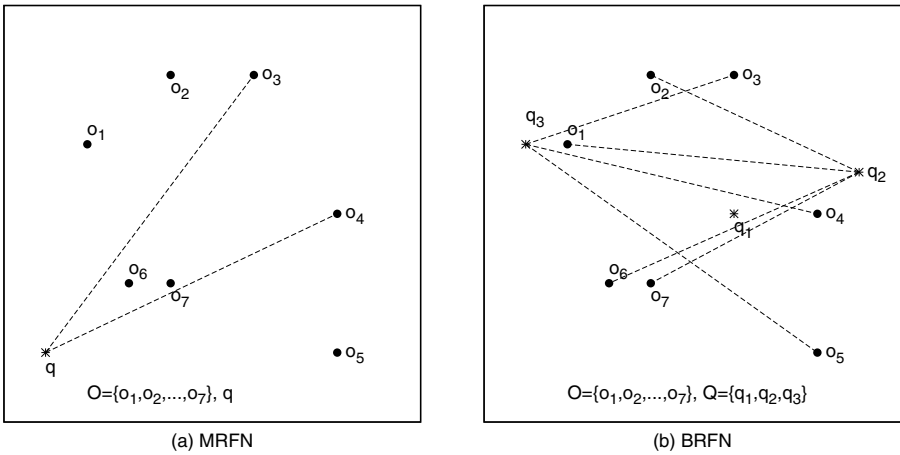 o₁
o₂
o₃
o₄
o₅
o₆
o₇
q
O={o₁,o₂,...,o₇}, q
(a) MRFN
o₂
o₃
q₃
o₁
q₂
o₄
q₁
o₆
o₇
o₅
O={o₁,o₂,...,o₇}, Q={q₁,q₂,q₃}
(b) BRFN